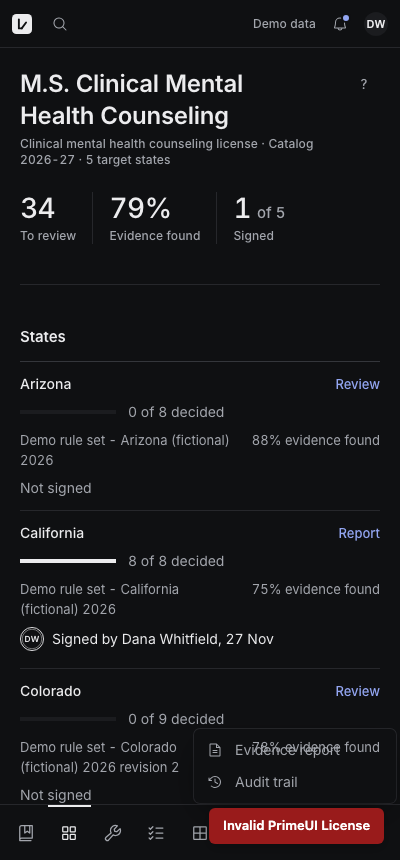 Demo data
DW
M.S. Clinical Mental
Health Counseling
?
Clinical mental health counseling license · Catalog
2026-27 · 5 target states
34
79%
1 of 5
To review
Evidence found
Signed
States
Arizona
Review
0 of 8 decided
Demo rule set - Arizona (fictional)
2026
88% evidence found
Not signed
California
Report
8 of 8 decided
Demo rule set - California
(fictional) 2026
75% evidence found
DW
Signed by Dana Whitfield, 27 Nov
Colorado
Review
0 of 9 decided
Demo rule set - Colorado
(fictional) 2026 revision 2
78% evidence found
Evidence report
Audit trail
Not signed
Invalid PrimeUI License